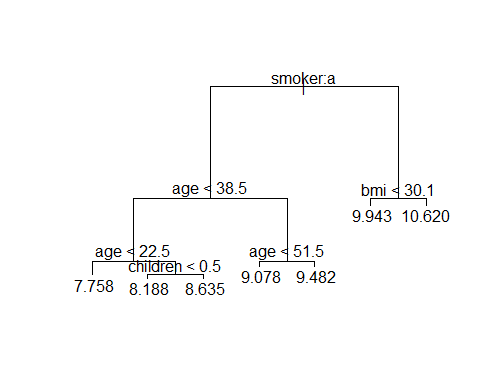 smoker:a
age < 38.5
bmi < 30.1
9.943 10.620
age < 22.5
age < 51.5
children < 0.5
7.758
8.188 8.635
9.078 9.482